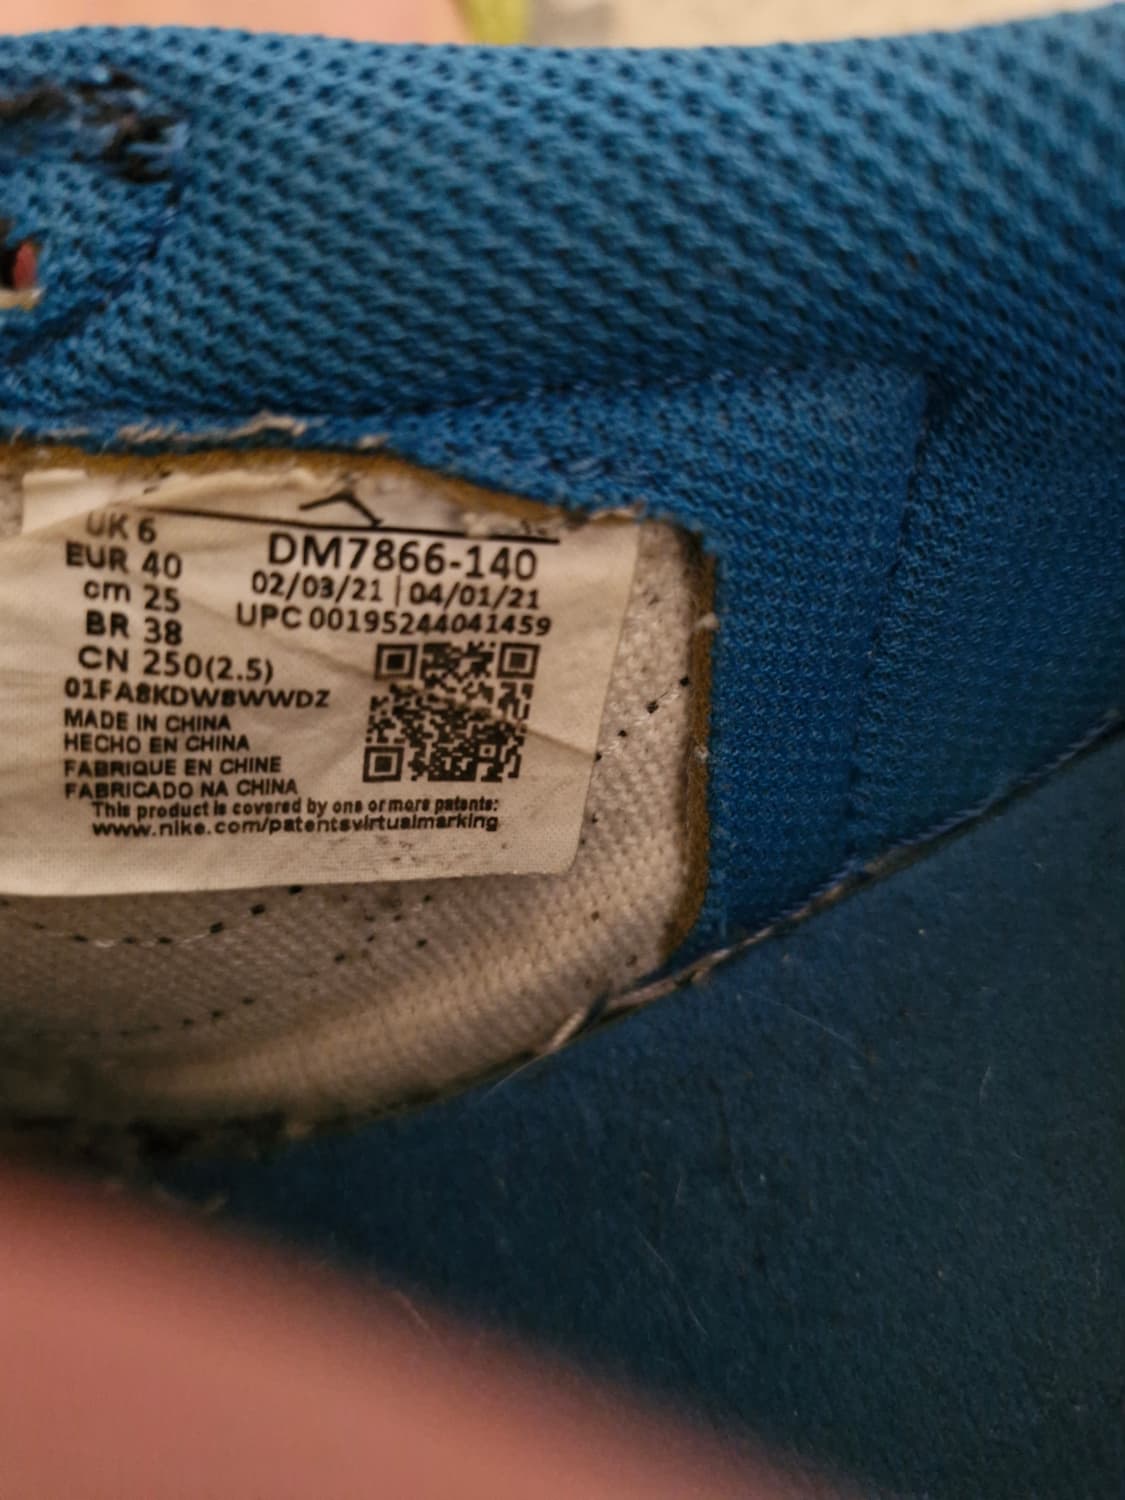 UK 6
EUR 40
cm 25
BR 38
CN 250(2.5)
01FA8KDW8WWDZ
MADE IN CHINA
HECHO EN CHINA
FABRIQUE EN CHINE
FABRICADO NA CHINA
DM7866-140
02/03/21 | 04/01/21
UPC 00195244041459
This product is covered by one or more patents:
www.nike.com/patentsvirtualmarking